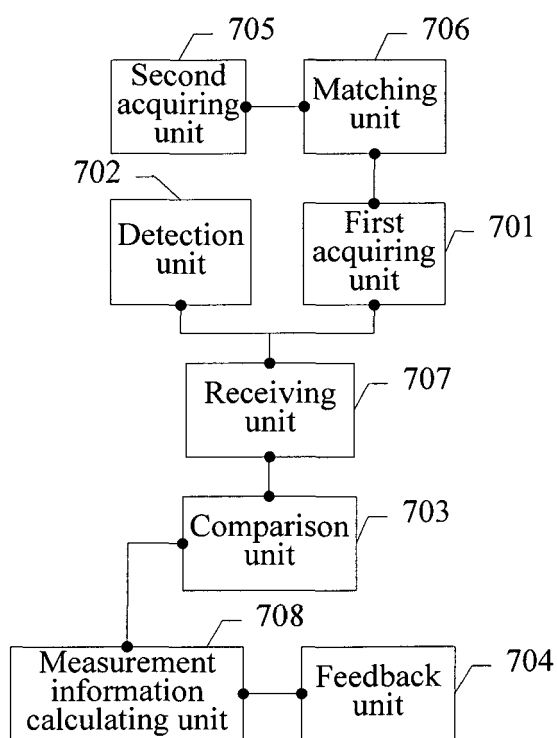 705
706
Second
acquiring
unit
Matching
unit
702
Detection
unit
First
acquiring
unit
701
Receiving
unit
707
Comparison
unit
703
708
Measurement
information
calculating unit
Feedback
unit
704